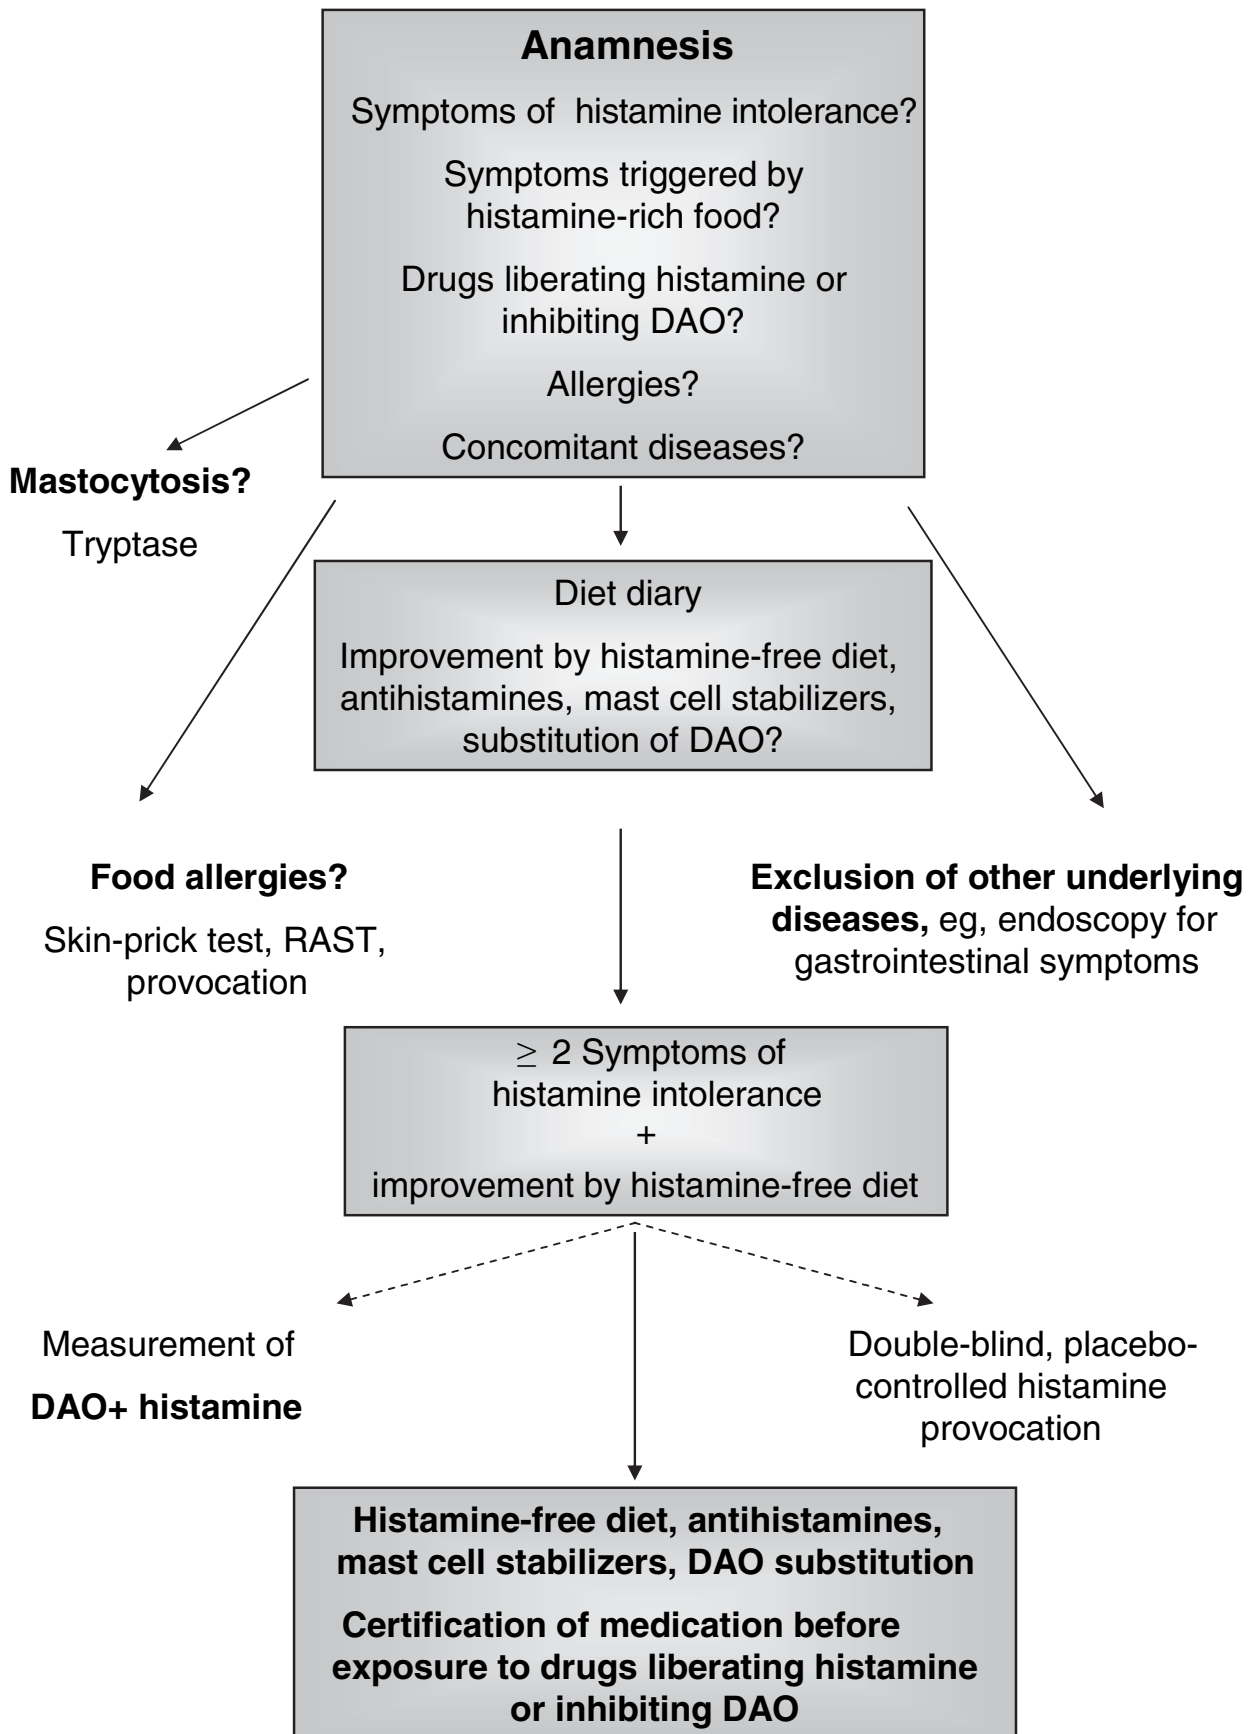 Anamnesis
Symptoms of histamine intolerance?
Symptoms triggered by
histamine-rich food?
Drugs liberating histamine or
inhibiting DAO?
Allergies?
Concomitant diseases?
Mastocytosis?
Tryptase
Diet diary
Improvement by histamine-free diet,
antihistamines, mast cell stabilizers,
substitution of DAO?
Food allergies?
Skin-prick test, RAST,
provocation
Exclusion of other underlying
diseases, eg, endoscopy for
gastrointestinal symptoms
≥ 2 Symptoms of
histamine intolerance
+
improvement by histamine-free diet
Measurement of
DAO+ histamine
Double-blind, placebo-
controlled histamine
provocation
Histamine-free diet, antihistamines,
mast cell stabilizers, DAO substitution
Certification of medication before
exposure to drugs liberating histamine
or inhibiting DAO